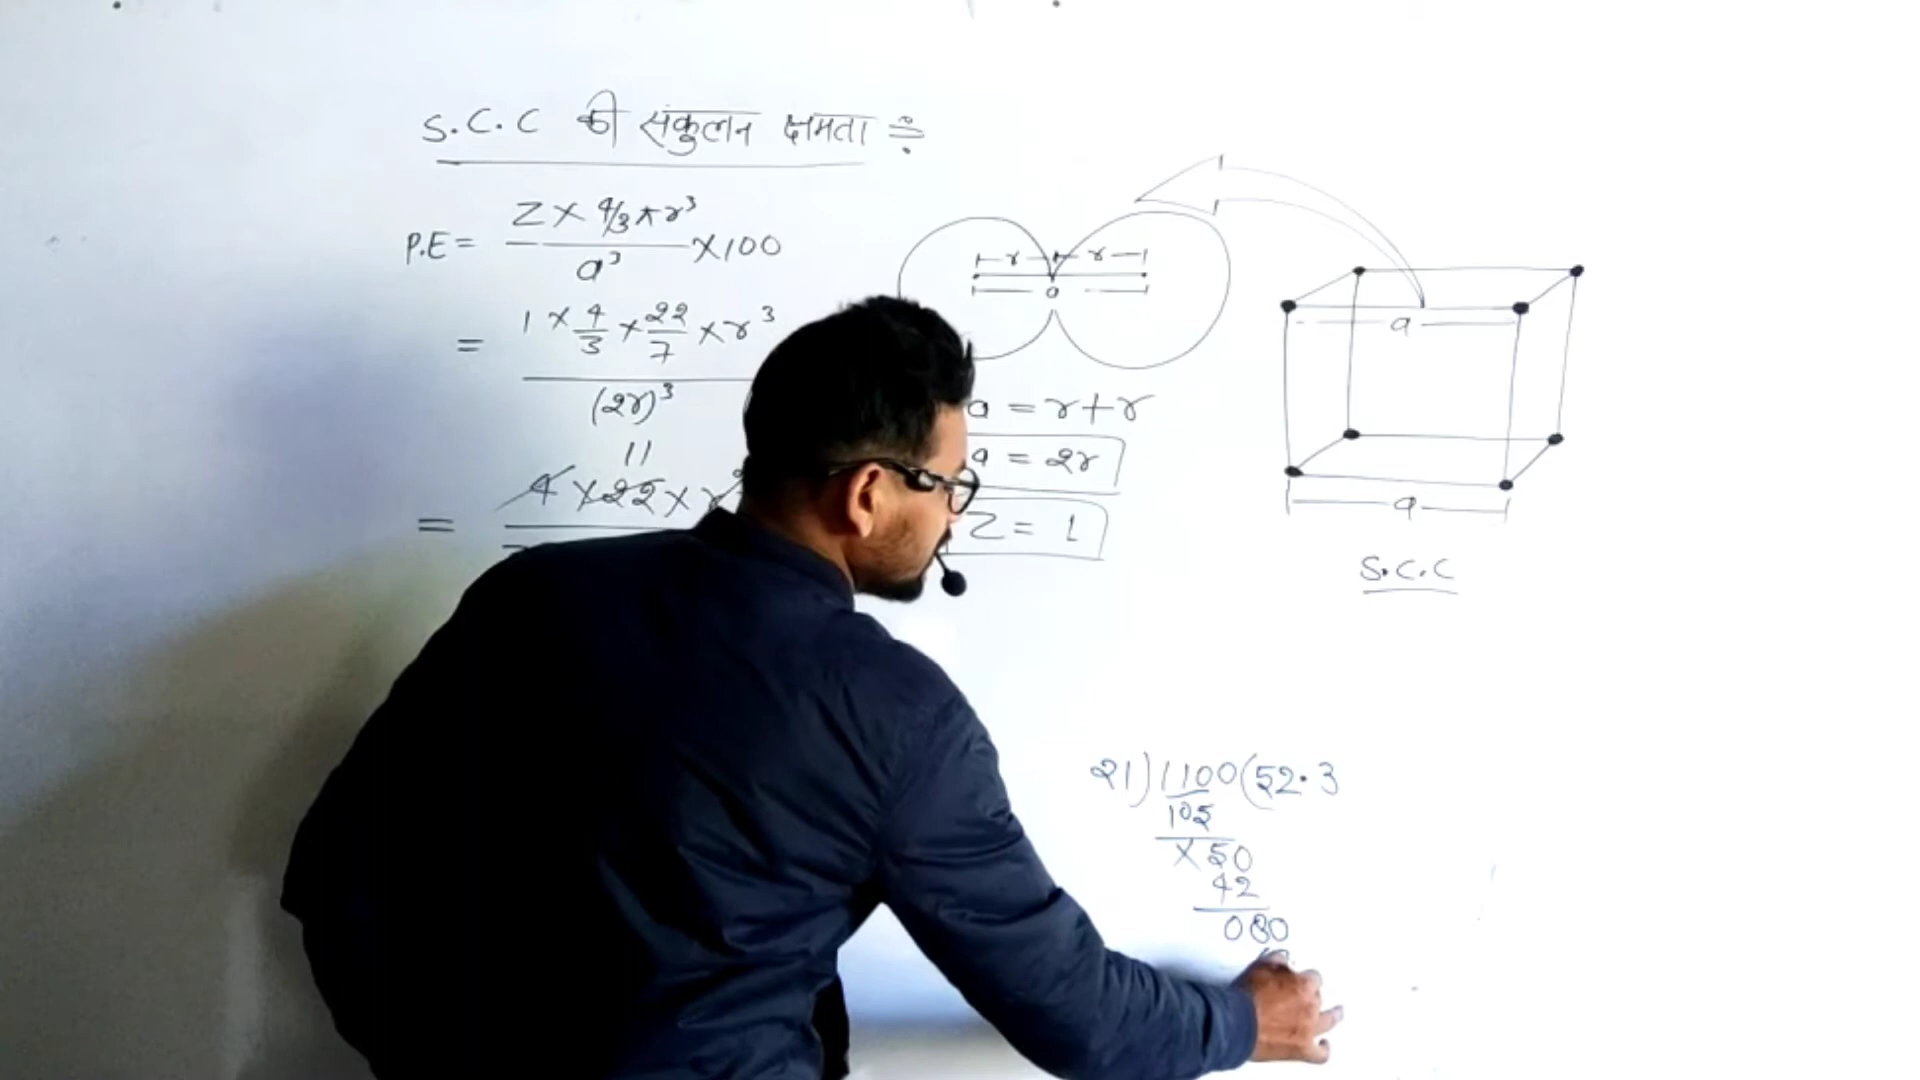 S.C.C की संकुलन क्षमता ÷
P.E = Z × 4/3 π r³ / a³ × 100
= 1 × 4/3 × 22/7 × r³
(2r)³
11
= 4 × 22 × r
r r
a
a = r + r
a = 2r
Z = 1
a
a
S.C.C
21)1100(52.3
105
×50
42
080